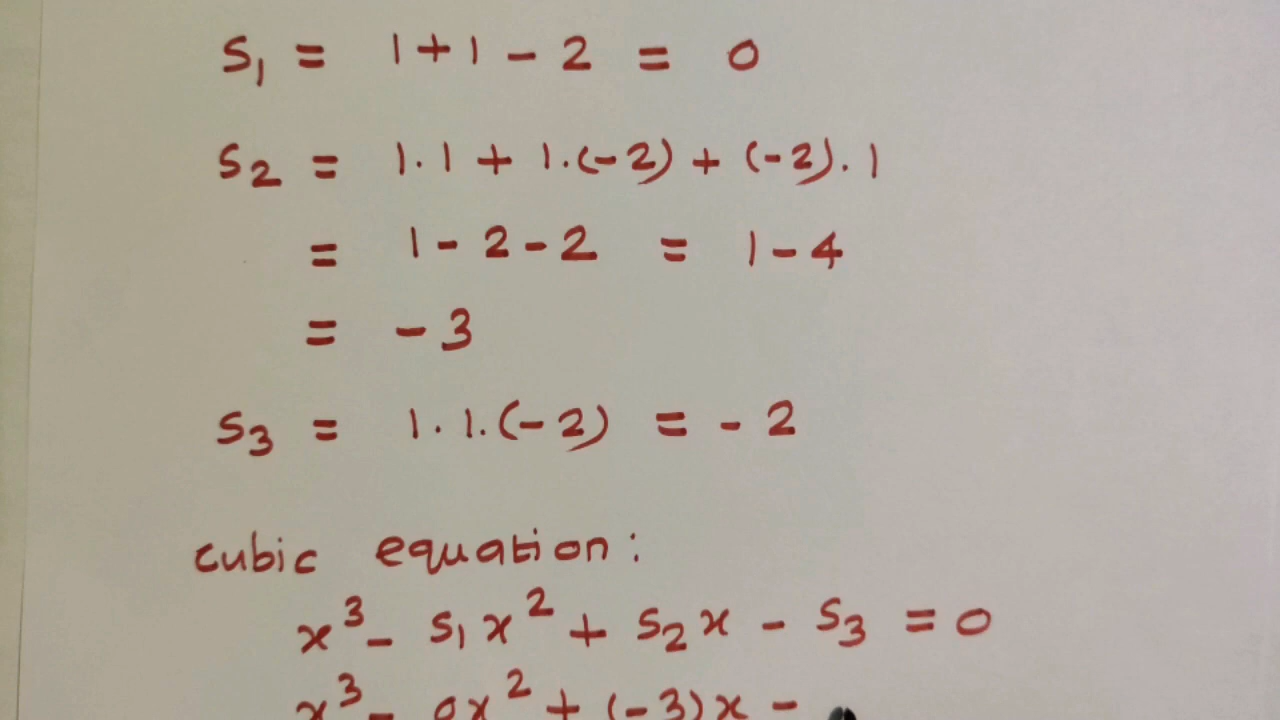 S₁ = 1 + 1 - 2 = 0
S₂ = 1.1 + 1.(-2) + (-2).1
= 1 - 2 - 2 = 1 - 4
= -3
S₃ = 1.1.(-2) = -2
cubic equation:
x³ - S₁x² + S₂x - S₃ = 0
x³ - 0x² + (-3)x -